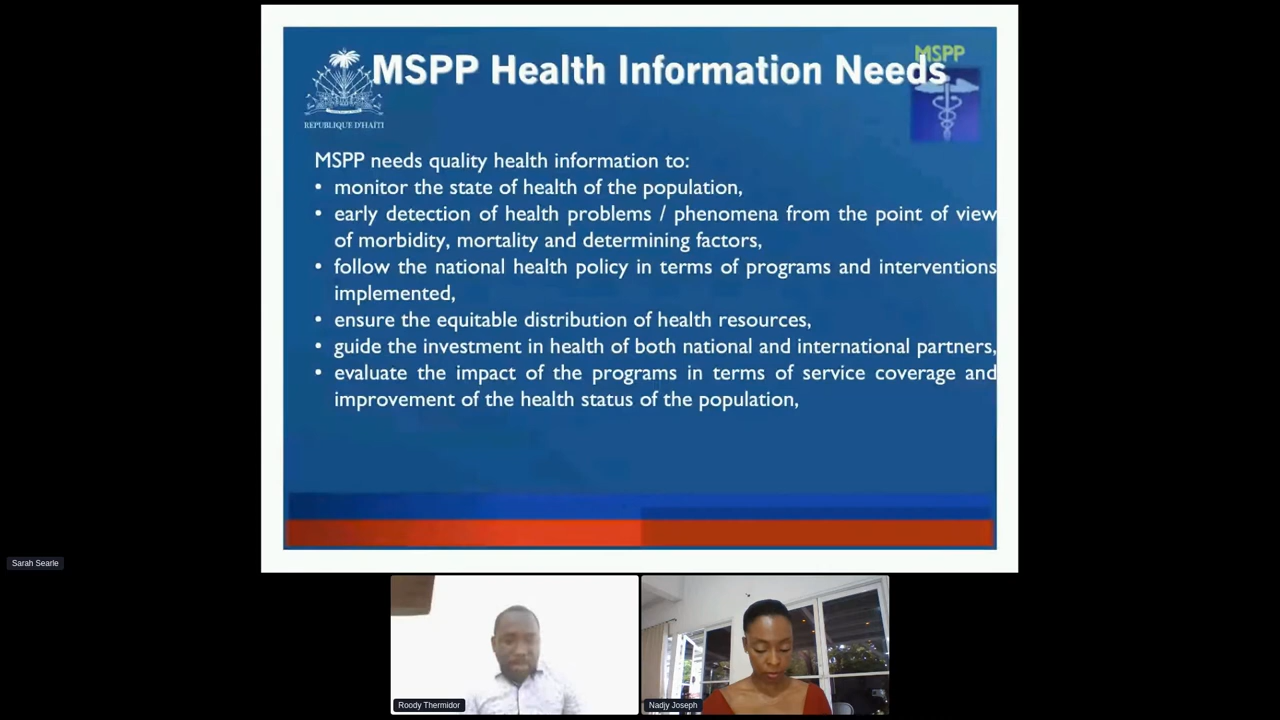 MSPP
MSPP Health Information Needs
REPUBLIQUE D'HAITI
MSPP needs quality health information to:
• monitor the state of health of the population,
• early detection of health problems / phenomena from the point of view
of morbidity, mortality and determining factors,
• follow the national health policy in terms of programs and interventions
implemented,
• ensure the equitable distribution of health resources,
• guide the investment in health of both national and international partners,
• evaluate the impact of the programs in terms of service coverage and
improvement of the health status of the population,
Sarah Searle
Roody Thermidor
Nadjy Joseph